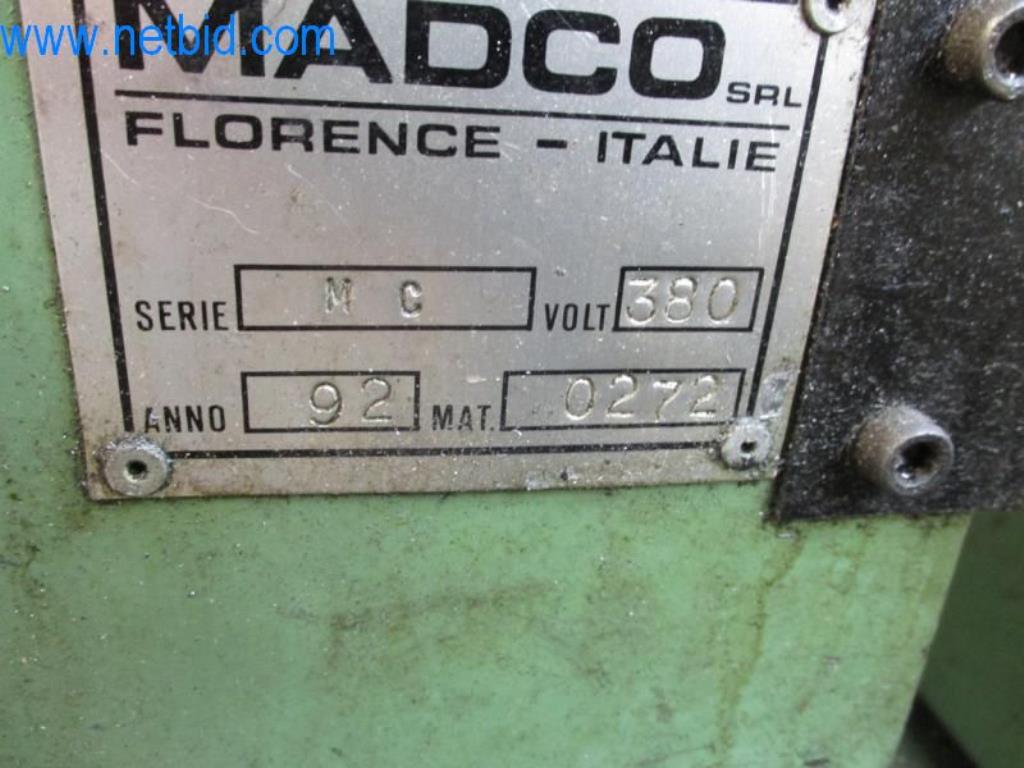 www.netbid.com
MADCO SRL
FLORENCE - ITALIE
SERIE M C VOLT 380
ANNO 92 MAT. 0272